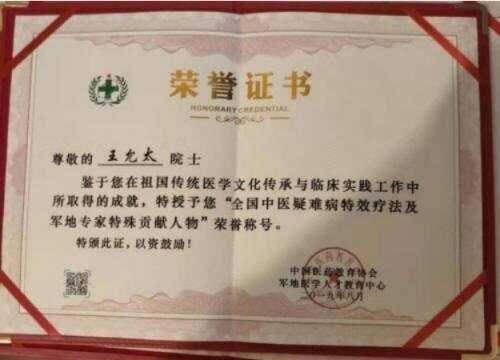 荣誉证书
HONORARY CREDENTIAL
尊敬的 王允太 院士
鉴于您在祖国传统医学文化传承与临床实践工作中
所取得的成就，特授予您“全国中医疑难病特效疗法及
军地专家特殊贡献人物”荣誉称号。
特颁此证，以资鼓励！
中国医药教育协会
军地医学人才教育中心
二〇一九年八月